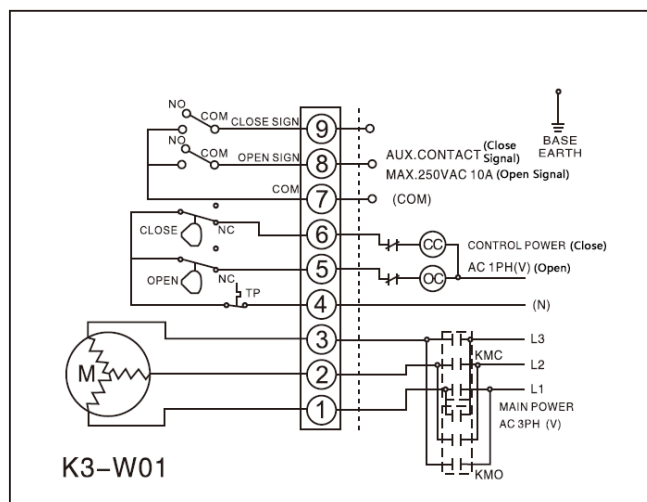 NO
COM
CLOSE SIGN
9
NO
COM
OPEN SIGN
8
AUX.CONTACT (Close Signal)
MAX.250VAC 10A (Open Signal)
BASE
EARTH
COM
7
(COM)
CLOSE
NC
6
CC
CONTROL POWER (Close)
OPEN
NC
5
OC
AC 1PH(V) (Open)
TP
4
(N)
3
L3
KMC
M
2
L2
1
L1
MAIN POWER
AC 3PH (V)
K3-W01
KMO